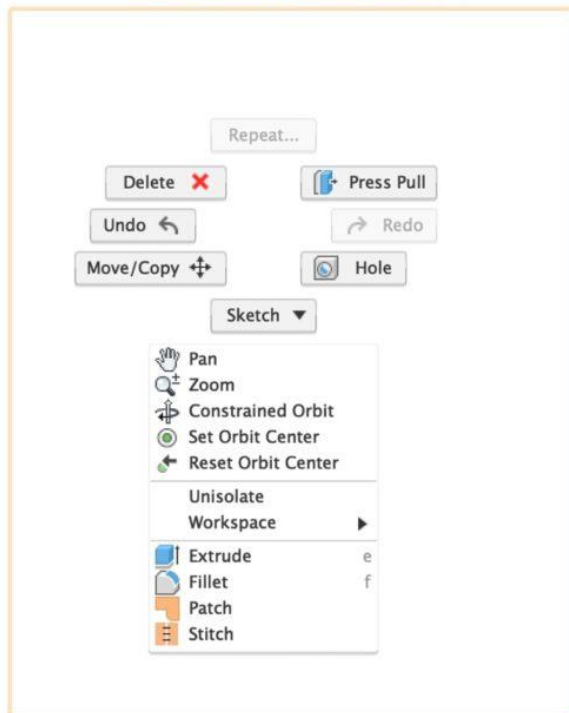 Repeat...
Delete
Press Pull
Undo
Redo
Move/Copy
Hole
Sketch
Pan
Zoom
Constrained Orbit
Set Orbit Center
Reset Orbit Center
Unisolate
Workspace
Extrude e
Fillet f
Patch
Stitch